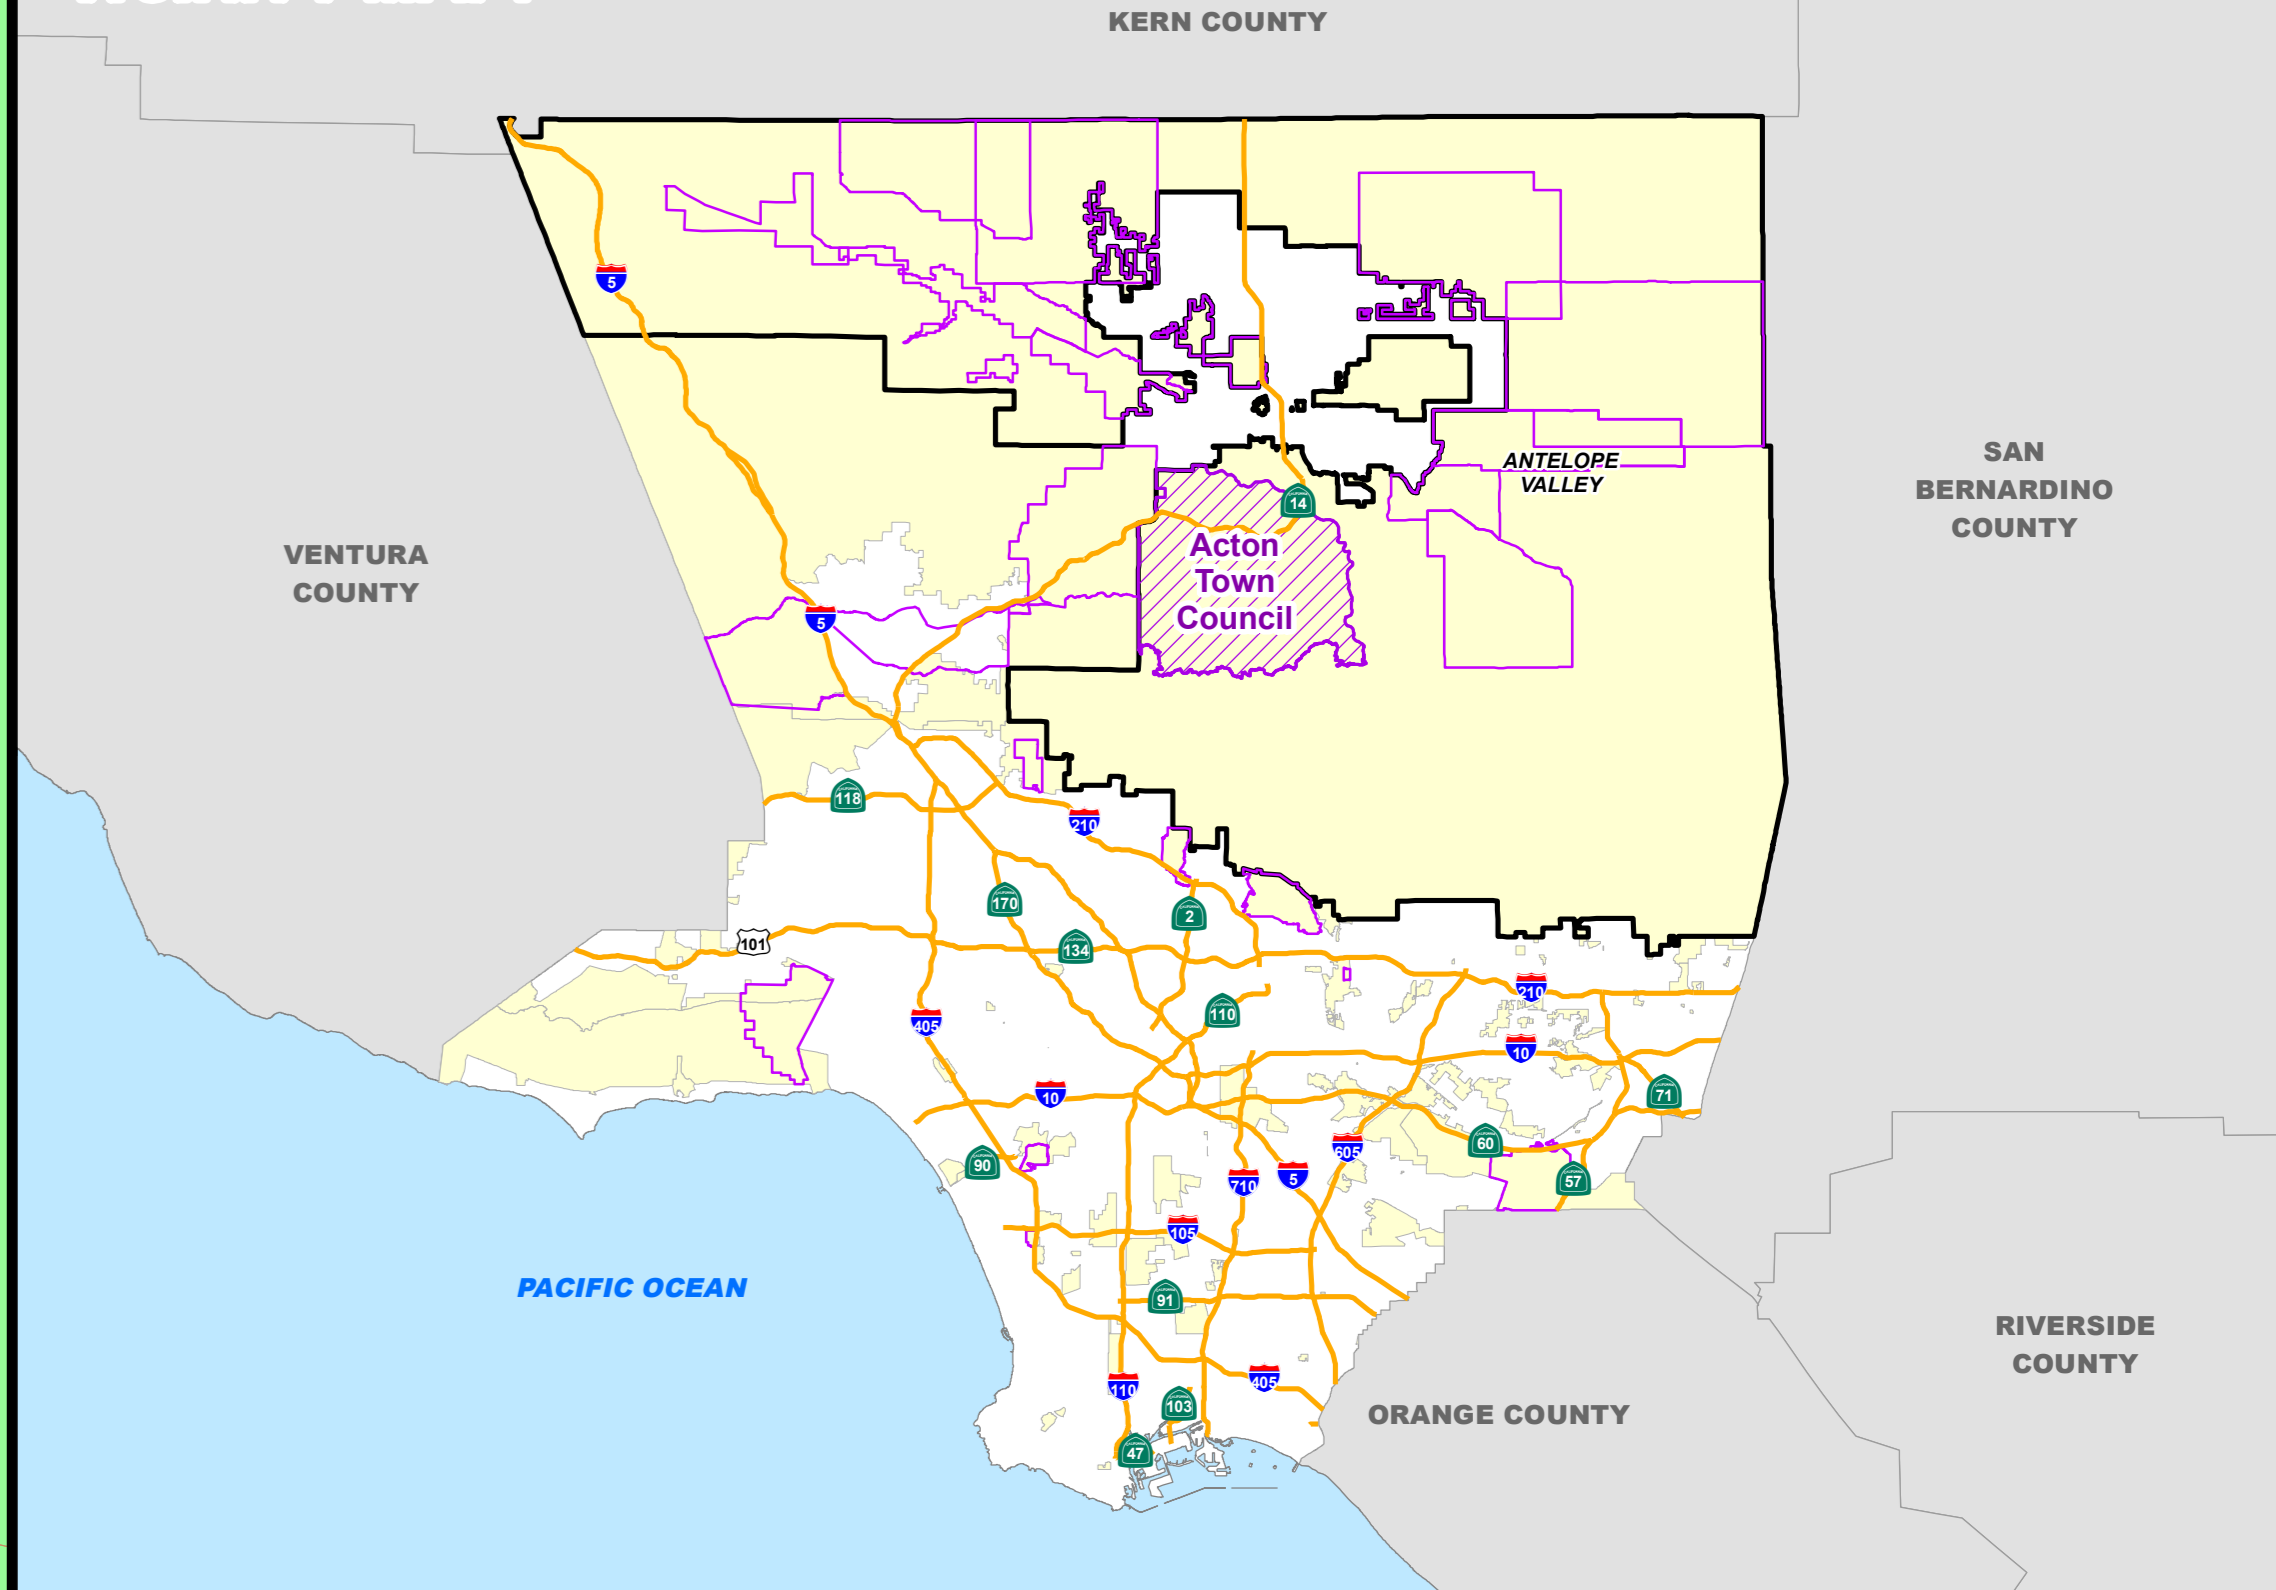 KERN COUNTY
5
ANTELOPE
VALLEY
SAN
BERNARDINO
COUNTY
14
VENTURA
COUNTY
Acton
Town
Council
5
118
210
170
2
101
134
210
110
405
10
10
71
60
605
90
57
5
710
105
PACIFIC OCEAN
91
RIVERSIDE
COUNTY
405
110
103
ORANGE COUNTY
47